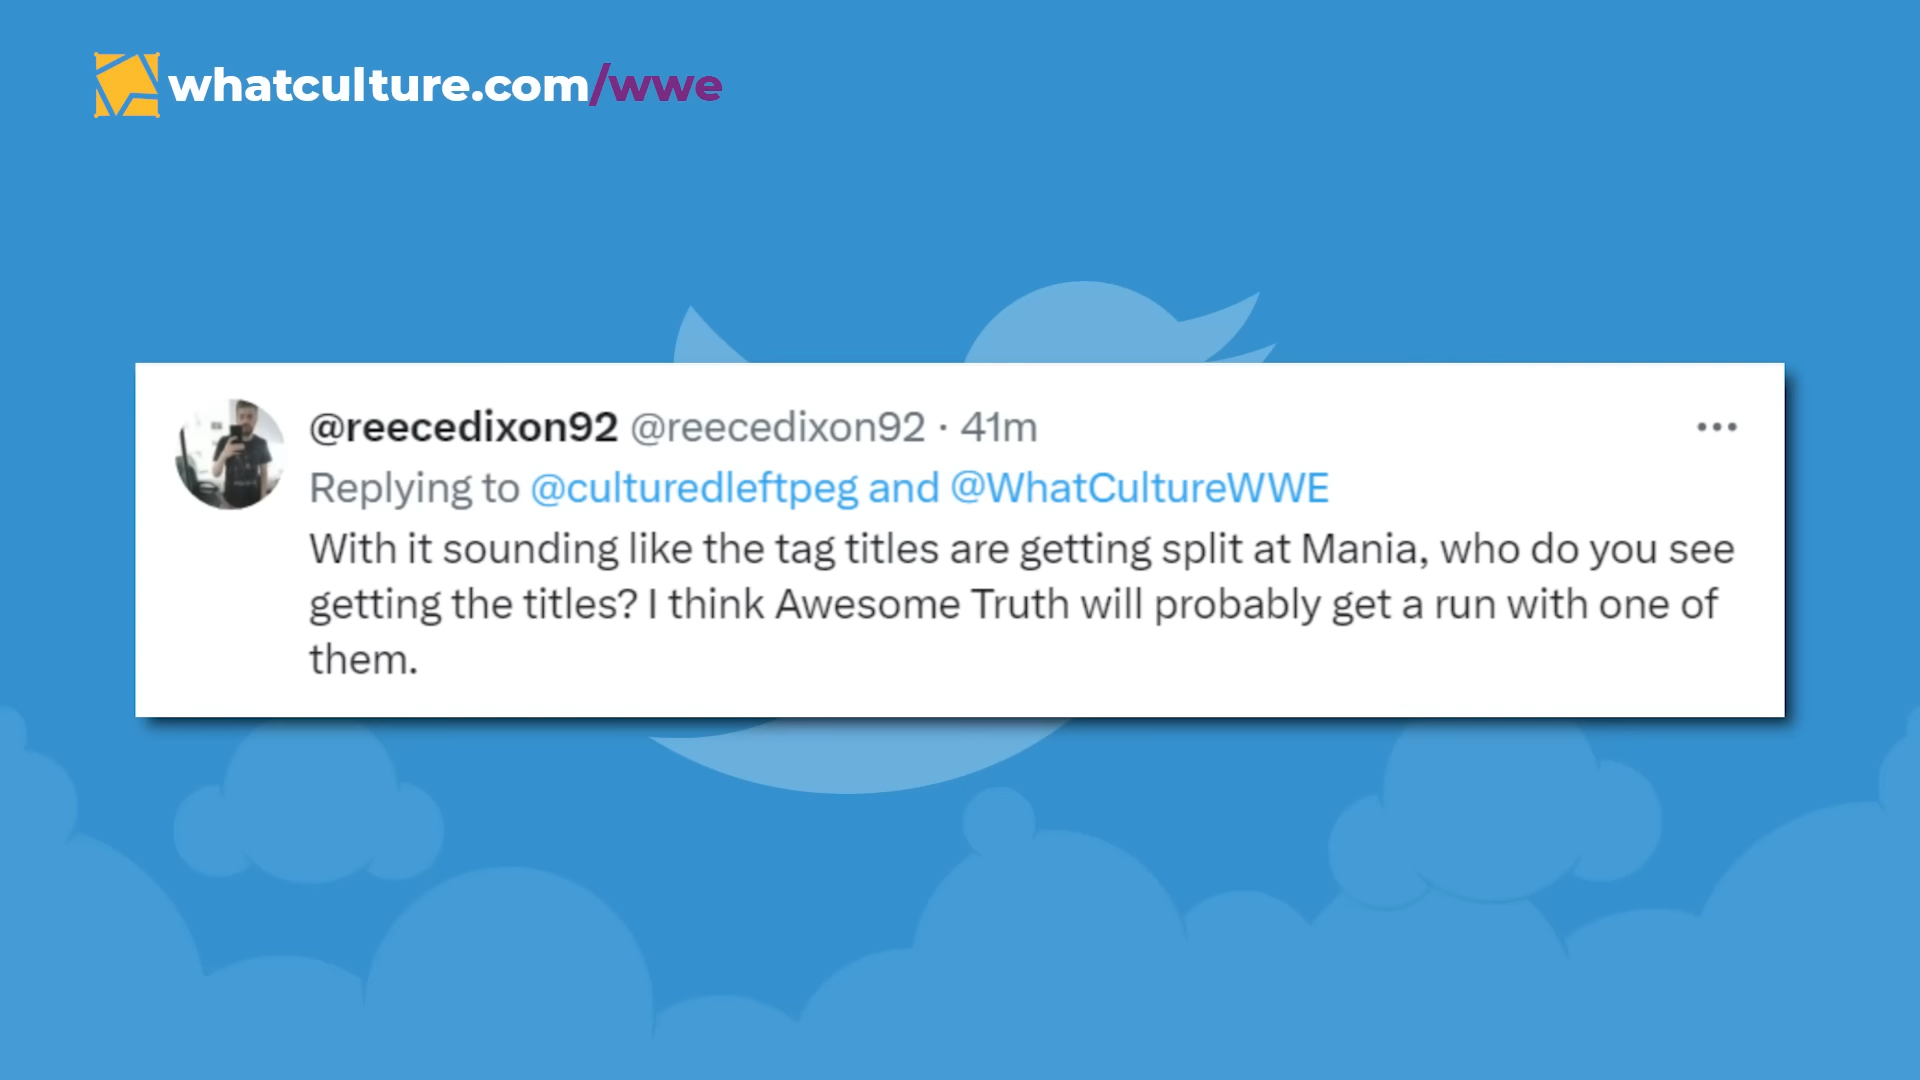 whatculture.com/wwe
@reecedixon92 @reecedixon92 · 41m
Replying to @culturedleftpeg and @WhatCultureWWE
With it sounding like the tag titles are getting split at Mania, who do you see
getting the titles? I think Awesome Truth will probably get a run with one of
them.